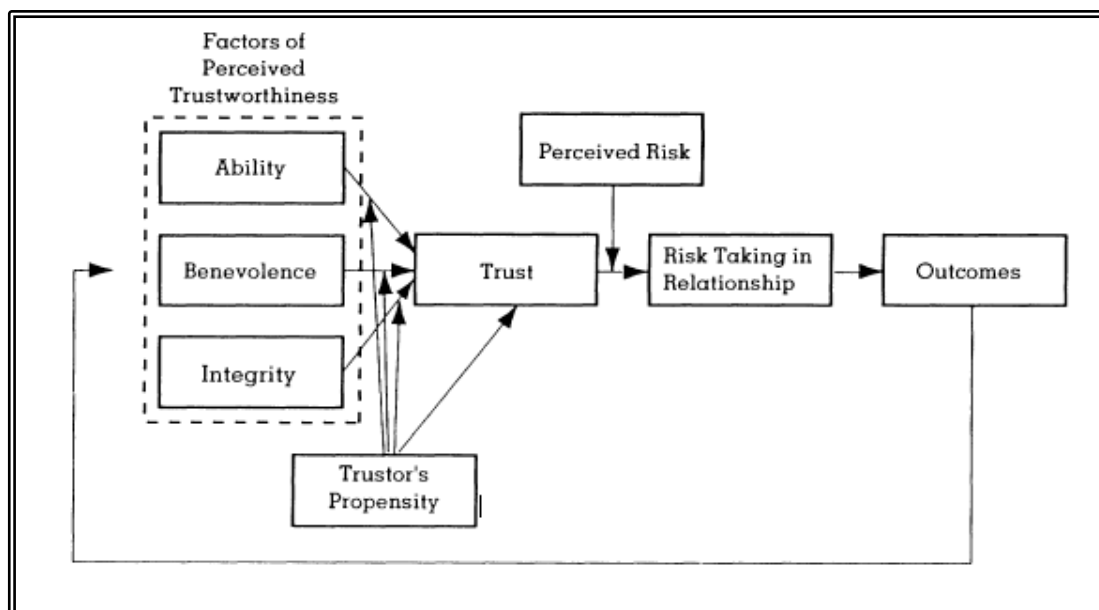 Factors of
Perceived
Trustworthiness
Ability
Perceived Risk
Benevolence
Trust
Risk Taking in
Relationship
Outcomes
Integrity
Trustor's
Propensity